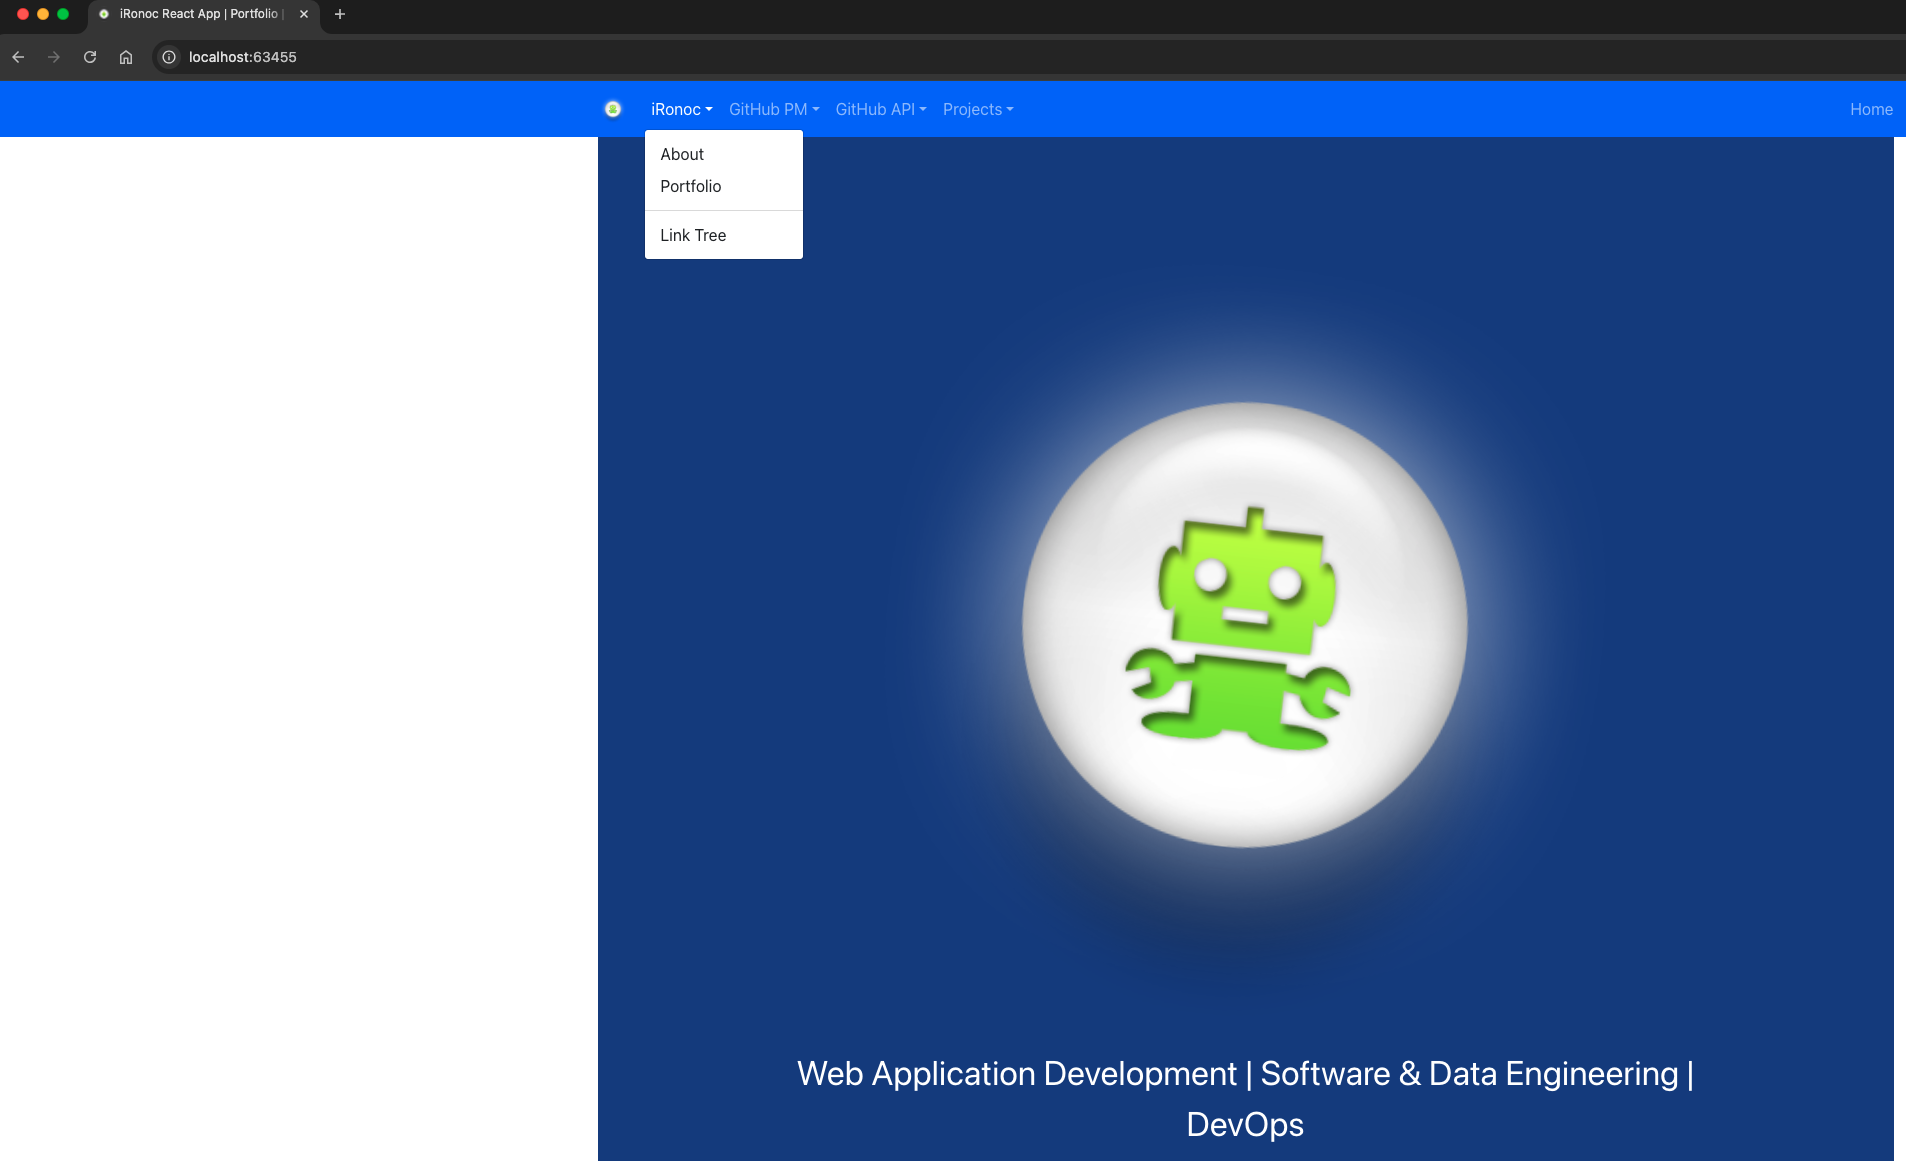 iRonoc React App | Portfolio |
localhost:63455
iRonoc GitHub PM GitHub API Projects Home
About
Portfolio
Link Tree
Web Application Development | Software & Data Engineering |
DevOps